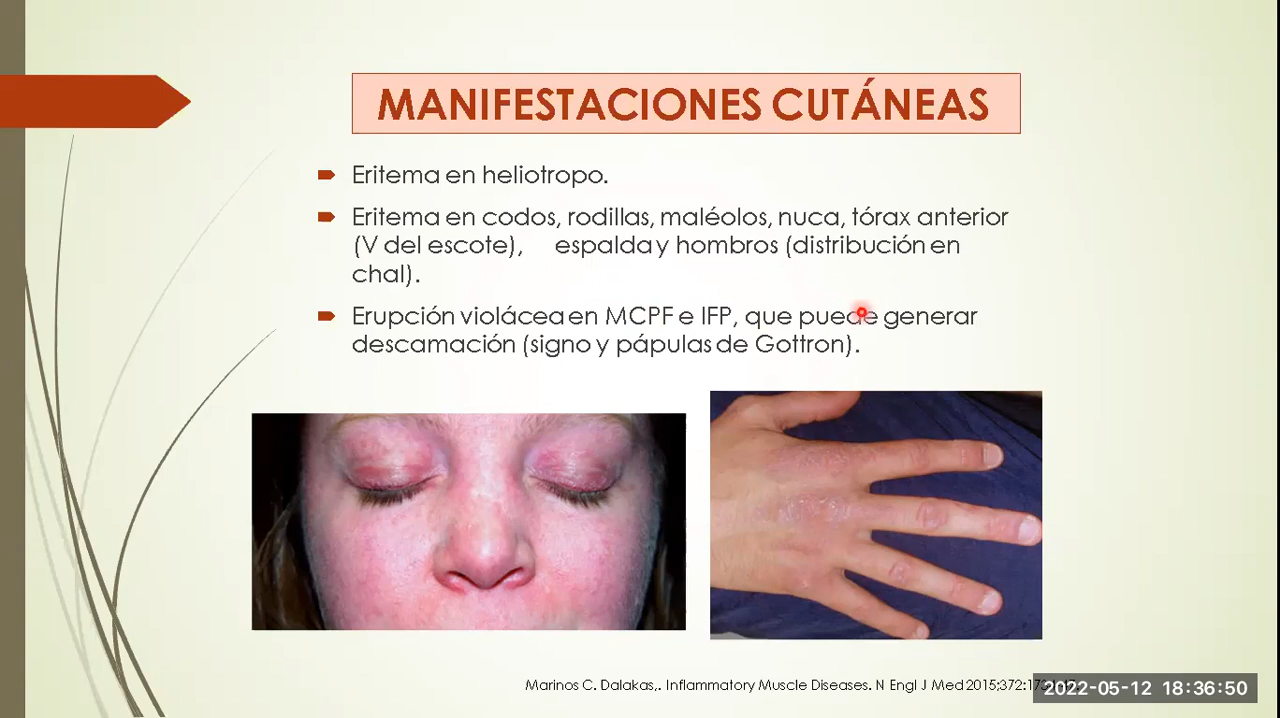 MANIFESTACIONES CUTÁNEAS
Eritema en heliotropo.
Eritema en codos, rodillas, maléolos, nuca, tórax anterior
(V del escote), espalda y hombros (distribución en
chal).
Erupción violácea en MCPF e IFP, que puede generar
descamación (signo y pápulas de Gottron).
Marinos C. Dalakas,. Inflammatory Muscle Diseases. N Engl J Med 2015;372:
2022-05-12 18:36:50